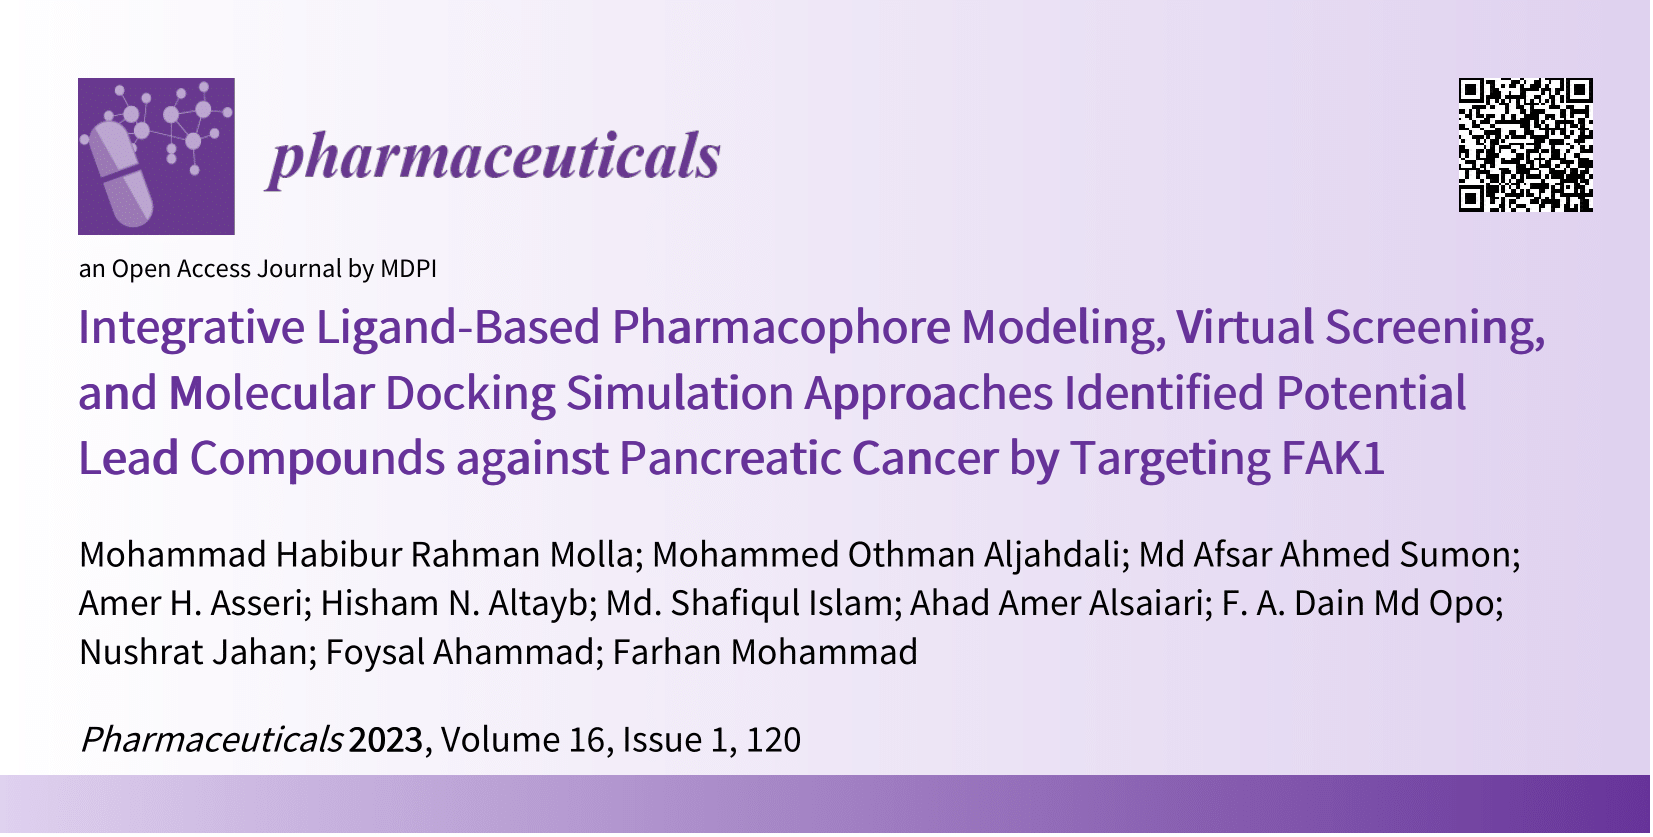 pharmaceuticals
an Open Access Journal by MDPI
Integrative Ligand-Based Pharmacophore Modeling, Virtual Screening,
and Molecular Docking Simulation Approaches Identified Potential
Lead Compounds against Pancreatic Cancer by Targeting FAK1
Mohammad Habibur Rahman Molla; Mohammed Othman Aljahdali; Md Afsar Ahmed Sumon;
Amer H. Asseri; Hisham N. Altayb; Md. Shafiqul Islam; Ahad Amer Alsaiari; F. A. Dain Md Opo;
Nushrat Jahan; Foysal Ahammad; Farhan Mohammad
Pharmaceuticals 2023, Volume 16, Issue 1, 120